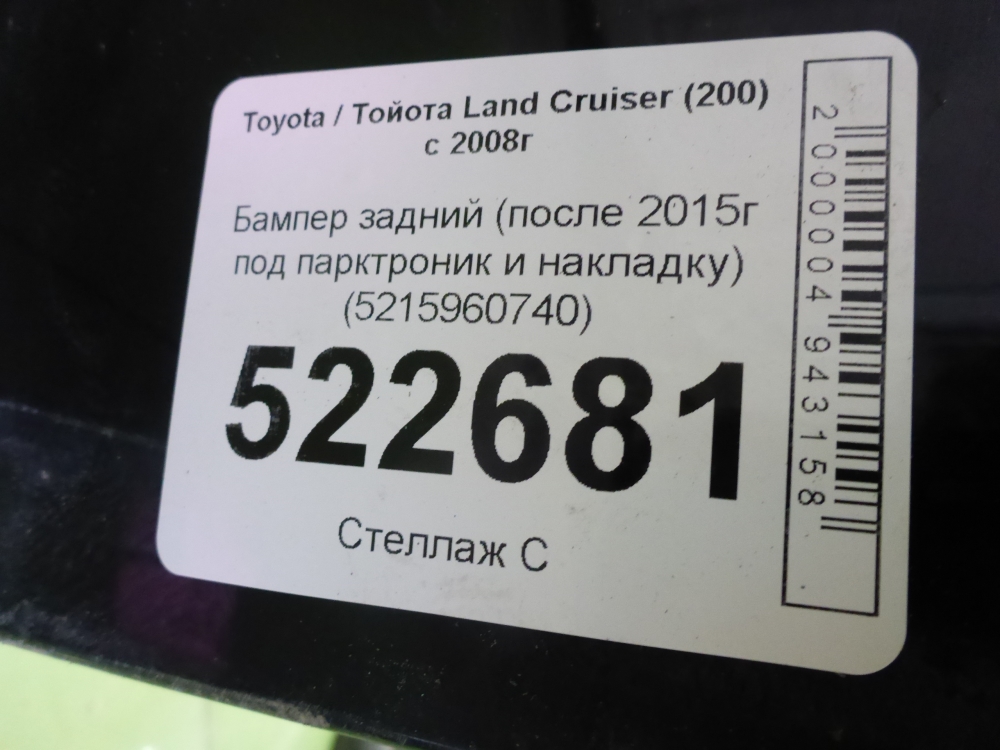 Toyota / Тойота Land Cruiser (200)
с 2008г
Бампер задний (после 2015г
под парктроник и накладку)
(5215960740)
522681
Стеллаж С
2000004943158